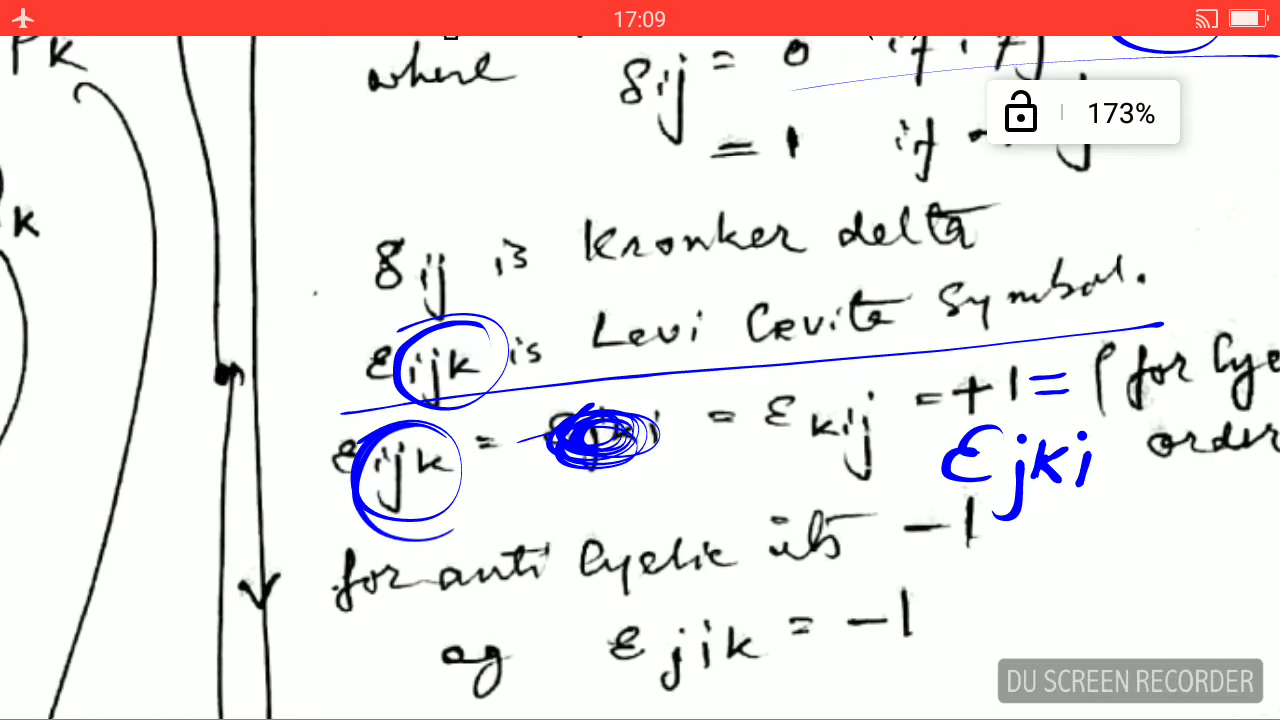 17:09
PK
where δij = 0 if i ≠ j
173%
= 1 if
K
δij is Kronker delta
εijk is Levi Cevita Symbol.
εijk = = εkij = +1 = (for Cyc
εjki order
for anti Cyclic its -1
eg εjik = -1
DU SCREEN RECORDER